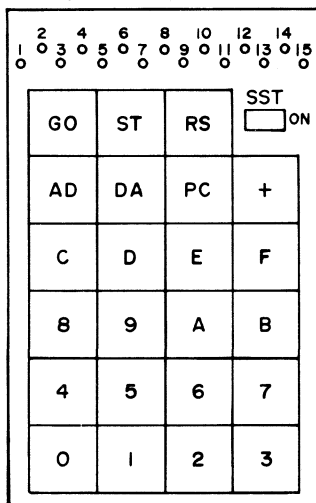 2 4 6 8 10 12 14
1 3 5 7 9 11 13 15
SST
GO ST RS ON
AD DA PC +
C D E F
8 9 A B
4 5 6 7
0 1 2 3